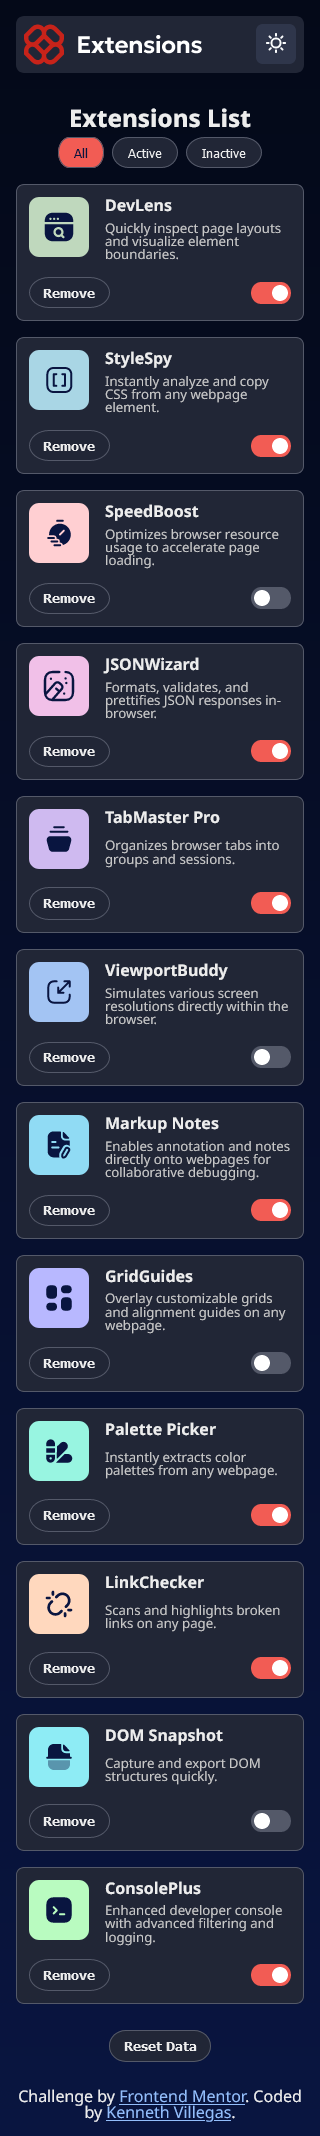 Extensions
Extensions List
All Active Inactive
DevLens
Quickly inspect page layouts
and visualize element
boundaries.
Remove
StyleSpy
Instantly analyze and copy
CSS from any webpage
element.
Remove
SpeedBoost
Optimizes browser resource
usage to accelerate page
loading.
Remove
JSONWizard
Formats, validates, and
prettifies JSON responses in-
browser.
Remove
TabMaster Pro
Organizes browser tabs into
groups and sessions.
Remove
ViewportBuddy
Simulates various screen
resolutions directly within the
browser.
Remove
Markup Notes
Enables annotation and notes
directly onto webpages for
collaborative debugging.
Remove
GridGuides
Overlay customizable grids
and alignment guides on any
webpage.
Remove
Palette Picker
Instantly extracts color
palettes from any webpage.
Remove
LinkChecker
Scans and highlights broken
links on any page.
Remove
DOM Snapshot
Capture and export DOM
structures quickly.
Remove
ConsolePlus
Enhanced developer console
with advanced filtering and
logging.
Remove
Reset Data
Challenge by Frontend Mentor. Coded
by Kenneth Villegas.